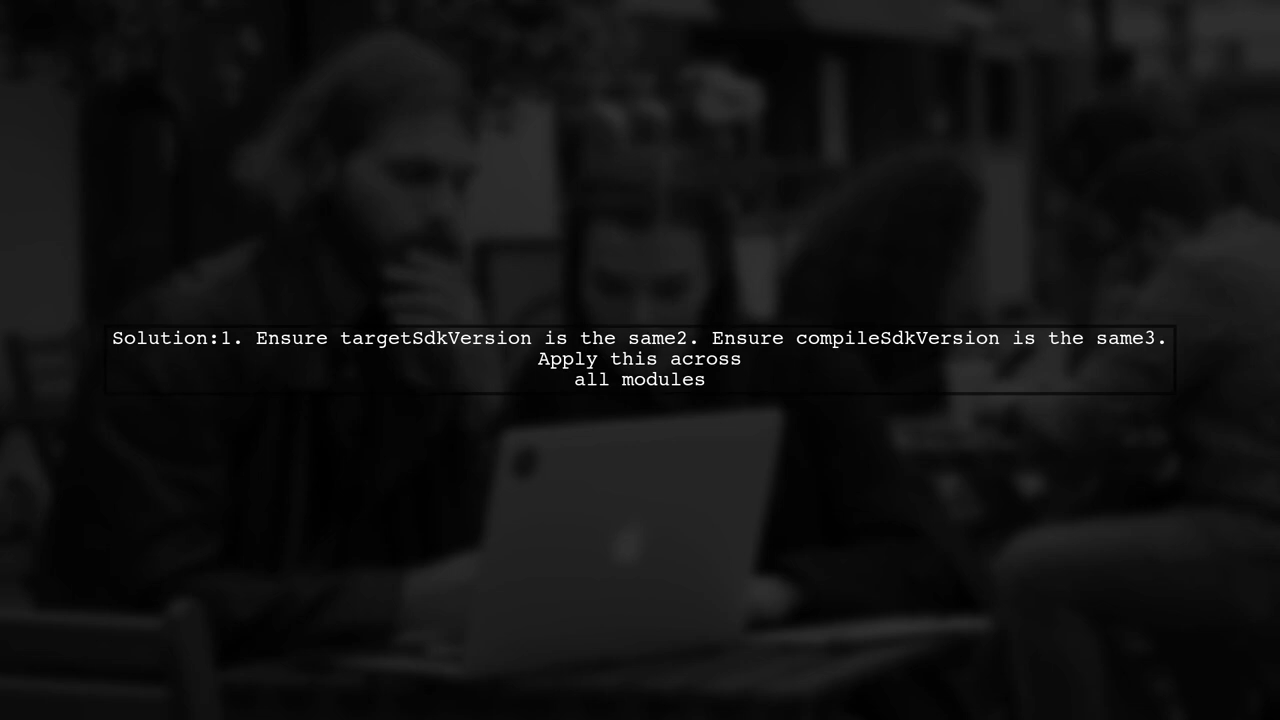 Solution:1. Ensure targetSdkVersion is the same2. Ensure compileSdkVersion is the same3.
Apply this across
all modules